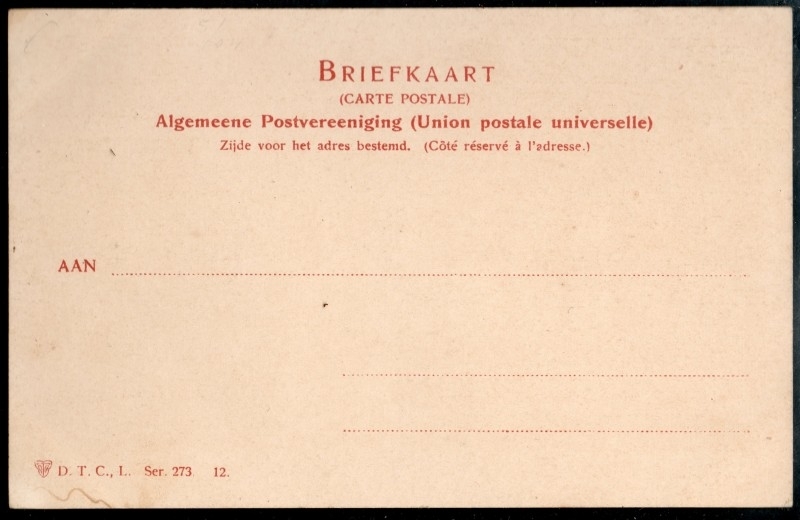 BRIEFKAART
(CARTE POSTALE)
Algemeene Postvereeniging (Union postale universelle)
Zijde voor het adres bestemd. (Côté réservé à l'adresse.)
AAN
D. T. C., L. Ser. 273. 12.